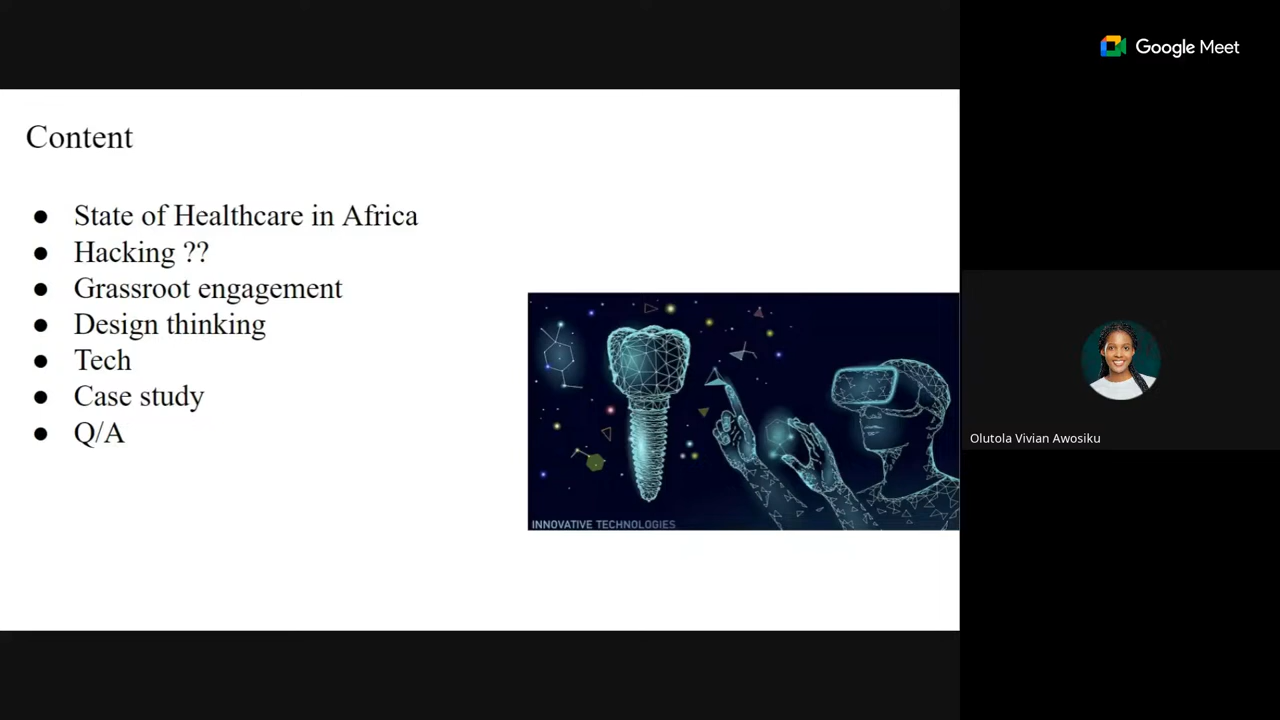 Google Meet
Content
● State of Healthcare in Africa
● Hacking ??
● Grassroot engagement
● Design thinking
● Tech
● Case study
● Q/A
INNOVATIVE TECHNOLOGIES
Olutola Vivian Awosiku